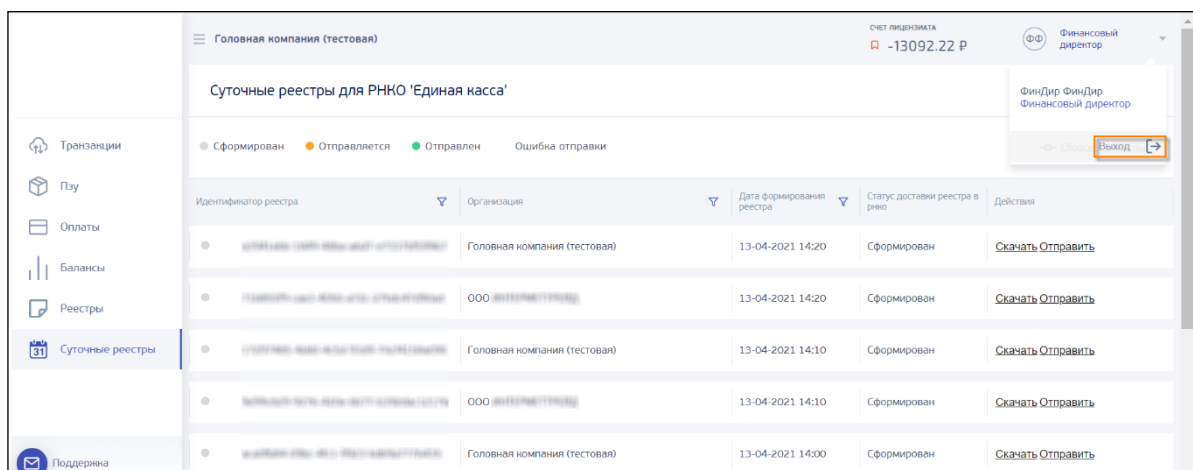 Головная компания (тестовая)
СЧЕТ ЛИЦЕНЗИАТА
-13092.22 ₽
ФФ
Финансовый
директор
Суточные реестры для РНКО 'Единая касса'
ФинДир ФинДир
Финансовый директор
Выход
Транзакции
Пэу
Оплаты
Балансы
Реестры
31
Суточные реестры
Поддержка
Сформирован
Отправляется
Отправлен
Ошибка отправки
Идентификатор реестра
Организация
Дата формирования
реестра
Статус доставки реестра в
рнко
Действия
Головная компания (тестовая)
13-04-2021 14:20
Сформирован
Скачать Отправить
ООО
13-04-2021 14:20
Сформирован
Скачать Отправить
Головная компания (тестовая)
13-04-2021 14:10
Сформирован
Скачать Отправить
ООО
13-04-2021 14:10
Сформирован
Скачать Отправить
Головная компания (тестовая)
13-04-2021 14:00
Сформирован
Скачать Отправить